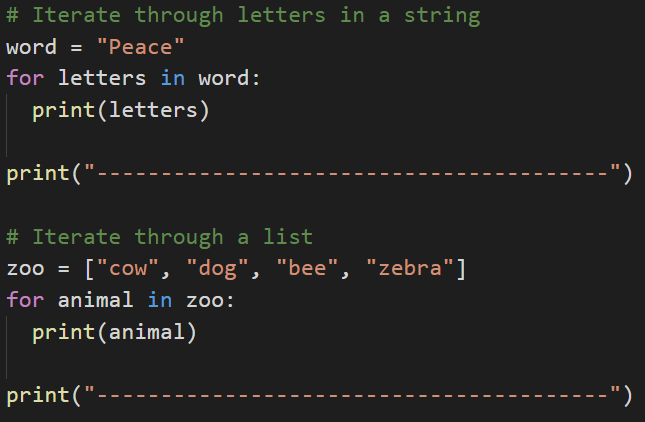 # Iterate through letters in a string
word = "Peace"
for letters in word:
  print(letters)
print("----------------------------------------")
# Iterate through a list
zoo = ["cow", "dog", "bee", "zebra"]
for animal in zoo:
  print(animal)
print("----------------------------------------")